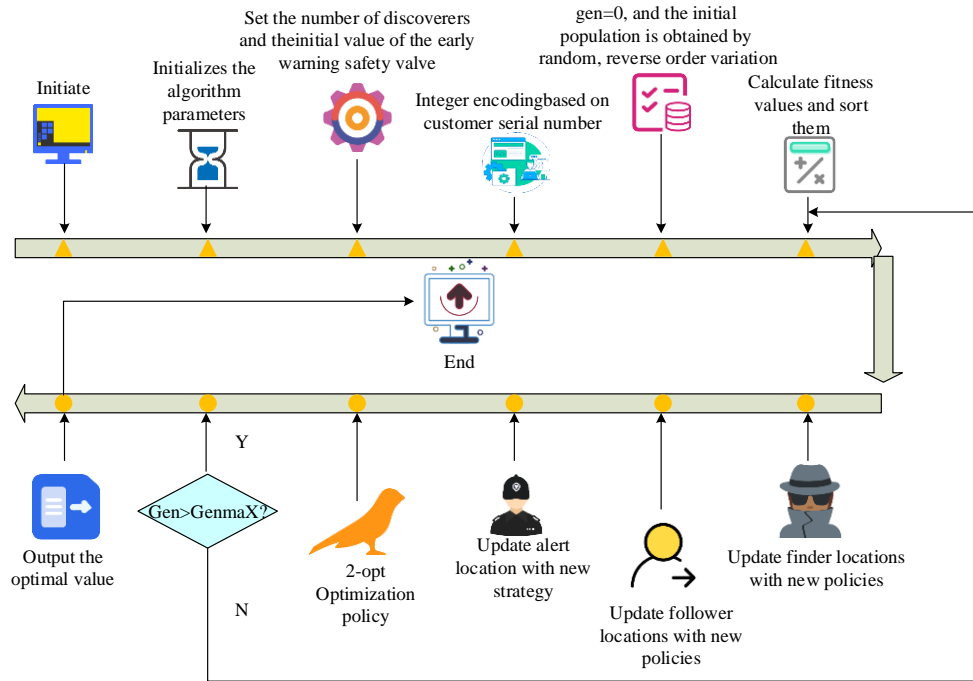 Initiate
Initializes the
algorithm
parameters
Set the number of discoverers
and theinitial value of the early
warning safety valve
Integer encodingbased on
customer serial number
gen=0, and the initial
population is obtained by
random, reverse order variation
Calculate fitness
values and sort
them
End
Y
Gen>GenmaX?
N
Output the
optimal value
2-opt
Optimization
policy
Update alert
location with new
strategy
Update follower
locations with new
policies
Update finder locations
with new policies